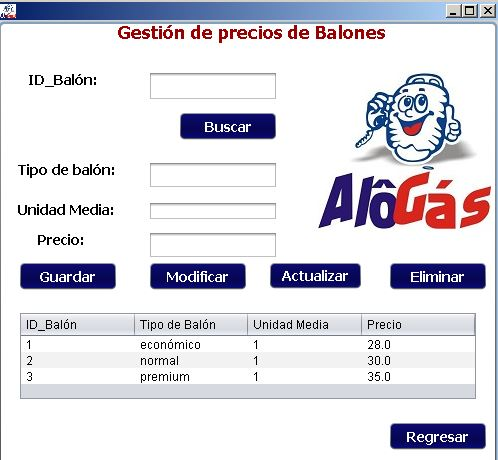 Gestión de precios de Balones
ID_Balón:
Buscar
Tipo de balón:
Unidad Media:
Precio:
AlôGás
Guardar Modificar Actualizar Eliminar
ID_Balón Tipo de Balón Unidad Media Precio
1 económico 1 28.0
2 normal 1 30.0
3 premium 1 35.0
Regresar